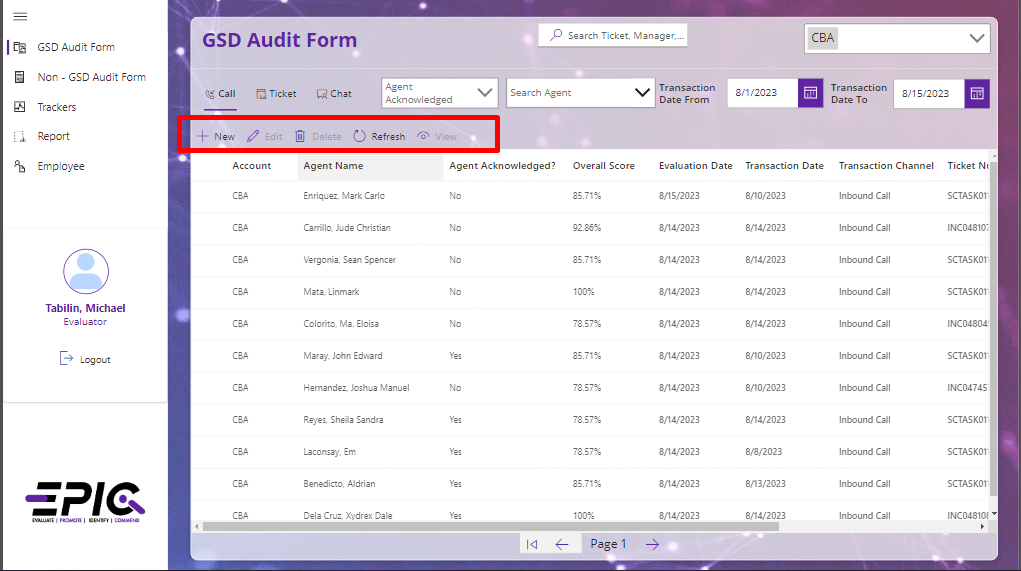 GSD Audit Form
Non - GSD Audit Form
Trackers
Report
Employee
Tabilin, Michael
Evaluator
Logout
EPIC
EVALUATE | PROMOTE | IDENTIFY | COMMEND
GSD Audit Form
Search Ticket, Manager,...
CBA
Call Ticket Chat
Agent Acknowledged
Search Agent
Transaction Date From
8/1/2023
Transaction Date To
8/15/2023
New Edit Delete Refresh View
Account Agent Name Agent Acknowledged? Overall Score Evaluation Date Transaction Date Transaction Channel Ticket Nu
CBA Enriquez, Mark Carlo No 85.71% 8/15/2023 8/10/2023 Inbound Call SCTASK01
CBA Carrillo, Jude Christian No 92.86% 8/14/2023 8/14/2023 Inbound Call INC048107
CBA Vergonia, Sean Spencer No 85.71% 8/14/2023 8/14/2023 Inbound Call SCTASK01
CBA Mata, Linmark No 100% 8/14/2023 8/14/2023 Inbound Call SCTASK01
CBA Colorito, Ma. Eloisa No 78.57% 8/14/2023 8/14/2023 Inbound Call INC04804
CBA Maray, John Edward Yes 85.71% 8/14/2023 8/10/2023 Inbound Call SCTASK01
CBA Hernandez, Joshua Manuel No 78.57% 8/14/2023 8/10/2023 Inbound Call INC04745
CBA Reyes, Sheila Sandra Yes 78.57% 8/14/2023 8/14/2023 Inbound Call SCTASK01
CBA Laconsay, Em Yes 78.57% 8/14/2023 8/8/2023 Inbound Call SCTASK01
CBA Benedicto, Aldrian Yes 85.71% 8/14/2023 8/13/2023 Inbound Call SCTASK01
CBA Dela Cruz, Xydrex Dale Yes 100% 8/14/2023 8/14/2023 Inbound Call INC04810
Page 1